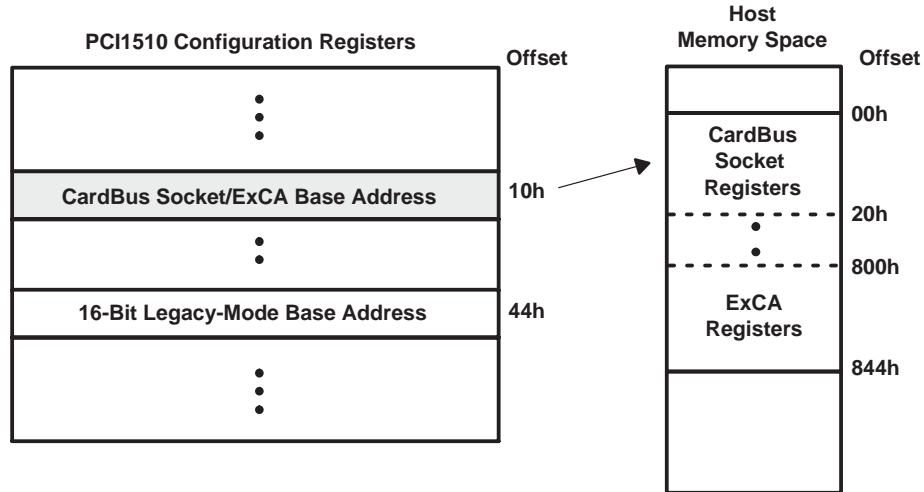 PCI1510 Configuration Registers
Offset
CardBus Socket/ExCA Base Address
10h
16-Bit Legacy-Mode Base Address
44h
Host
Memory Space
Offset
00h
CardBus
Socket
Registers
20h
800h
ExCA
Registers
844h